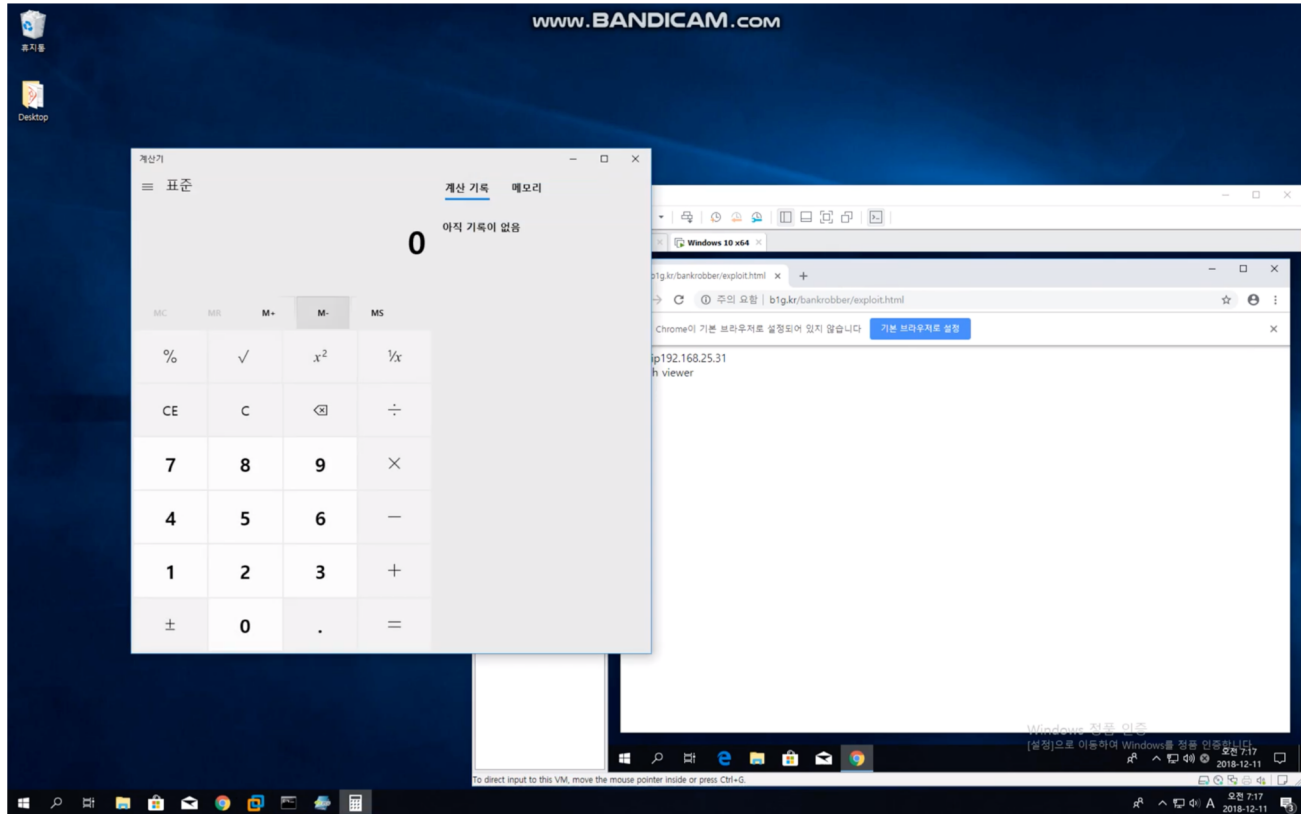 www.BANDICAM.com
휴지통
Desktop
계산기
표준
계산 기록 메모리
아직 기록이 없음
0
MC MR M+ M- MS
% √ x² ¹/x
CE C ÷
7 8 9 ×
4 5 6 −
1 2 3 +
± 0 . =
Windows 10 x64
b1g.kr/bankrobber/exploit.html
주의 요함 | b1g.kr/bankrobber/exploit.html
Chrome이 기본 브라우저로 설정되어 있지 않습니다 기본 브라우저로 설정
ip192.168.25.31
h viewer
Windows 정품 인증
[설정]으로 이동하여 Windows를 정품 인증합니다.
오전 7:17
2018-12-11
To direct input to this VM, move the mouse pointer inside or press Ctrl+G.
A 오전 7:17
2018-12-11
3